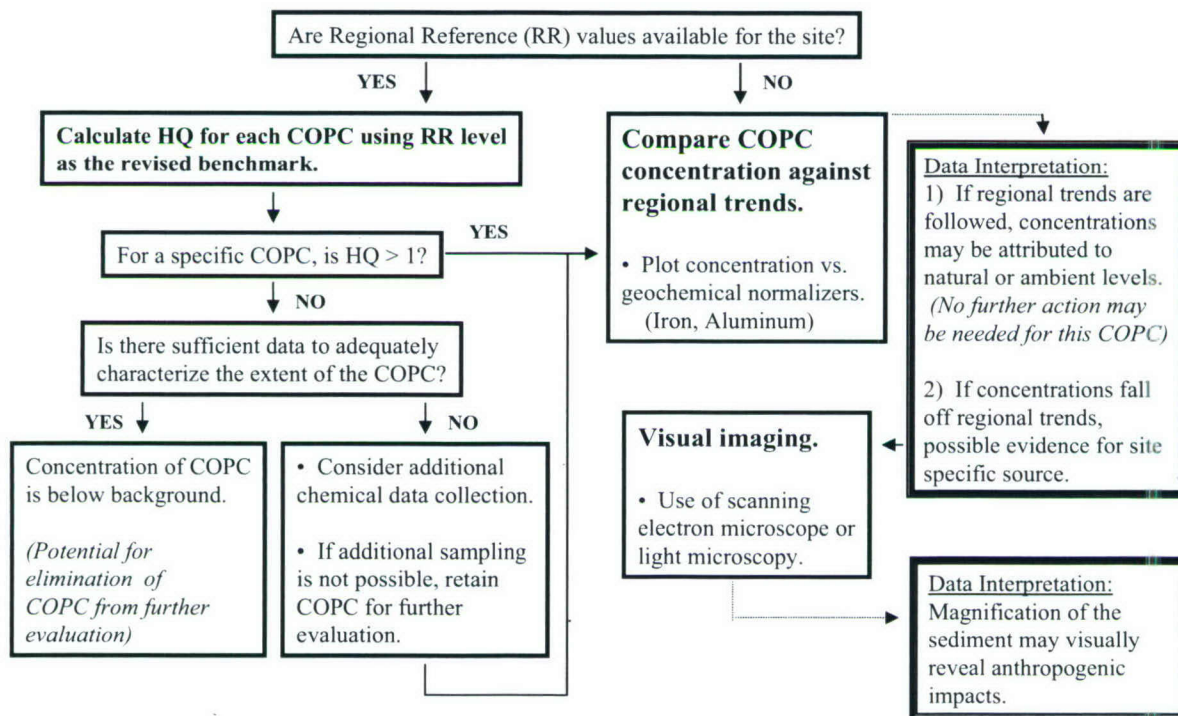 Are Regional Reference (RR) values available for the site?
YES
NO
Calculate HQ for each COPC using RR level
as the revised benchmark.
For a specific COPC, is HQ > 1?
YES
NO
Is there sufficient data to adequately
characterize the extent of the COPC?
YES
NO
Concentration of COPC
is below background.
(Potential for
elimination of
COPC from further
evaluation)
• Consider additional
chemical data collection.
• If additional sampling
is not possible, retain
COPC for further
evaluation.
Compare COPC
concentration against
regional trends.
• Plot concentration vs.
geochemical normalizers.
(Iron, Aluminum)
Data Interpretation:
1) If regional trends are
followed, concentrations
may be attributed to
natural or ambient levels.
(No further action may
be needed for this COPC)
2) If concentrations fall
off regional trends,
possible evidence for site
specific source.
Visual imaging.
• Use of scanning
electron microscope or
light microscopy.
Data Interpretation:
Magnification of the
sediment may visually
reveal anthropogenic
impacts.